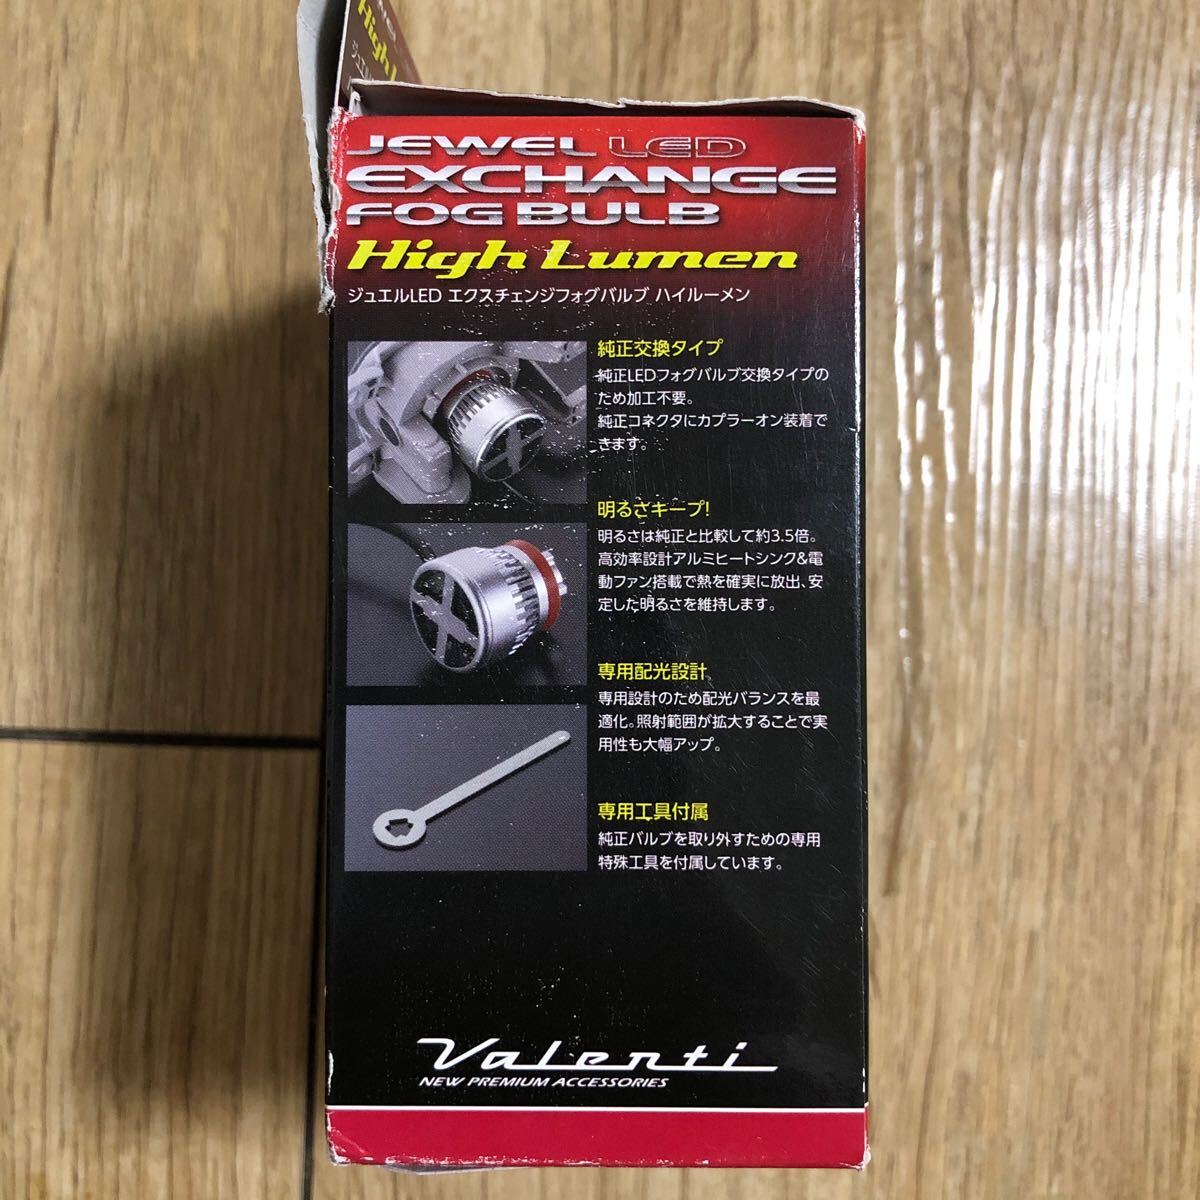 High L
ジュエル
JEWEL LED
EXCHANGE
FOG BULB
High Lumen
ジュエルLED エクスチェンジフォグバルブ ハイルーメン
純正交換タイプ
純正LEDフォグバルブ交換タイプの
ため加工不要。
純正コネクタにカプラーオン装着で
きます。
明るさキープ!
明るさは純正と比較して約3.5倍。
高効率設計アルミヒートシンク&電
動ファン搭載で熱を確実に放出、安
定した明るさを維持します。
専用配光設計
専用設計のため配光バランスを最
適化。照射範囲が拡大することで実
用性も大幅アップ。
専用工具付属
純正バルブを取り外すための専用
特殊工具を付属しています。
Valenti
NEW PREMIUM ACCESSORIES